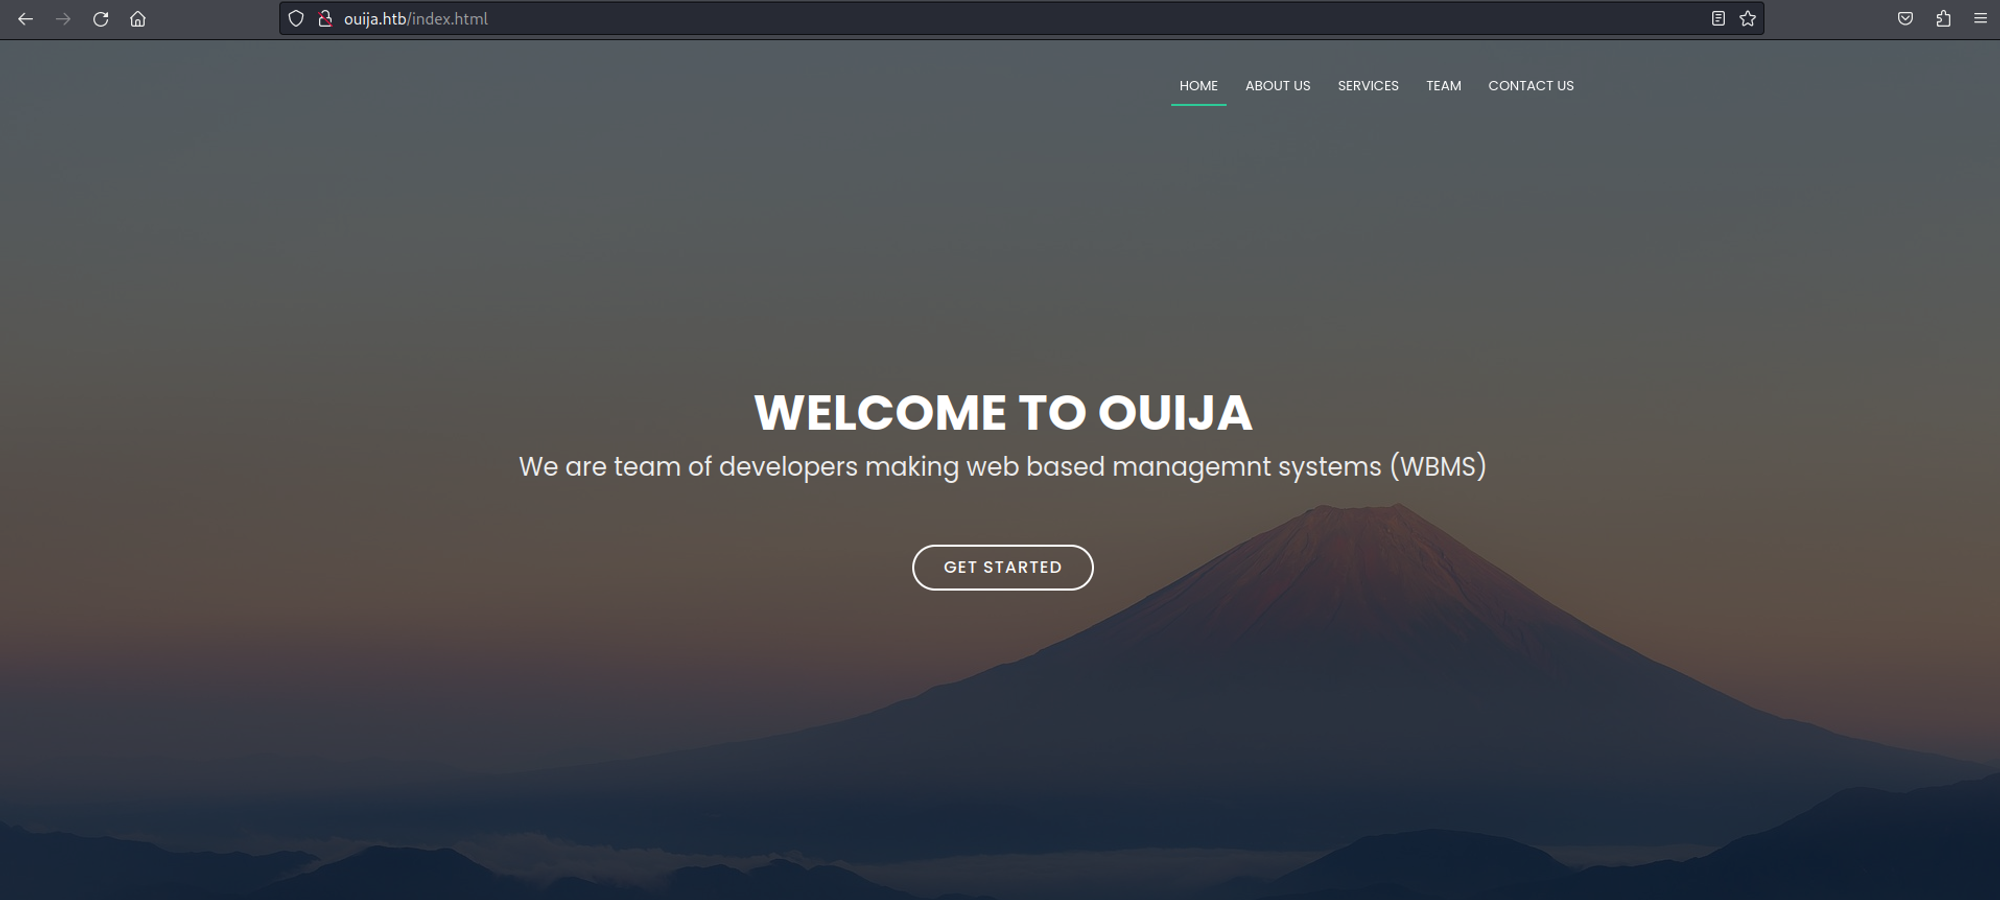 ouija.htb/index.html
HOME ABOUT US SERVICES TEAM CONTACT US
WELCOME TO OUIJA
We are team of developers making web based managemnt systems (WBMS)
GET STARTED